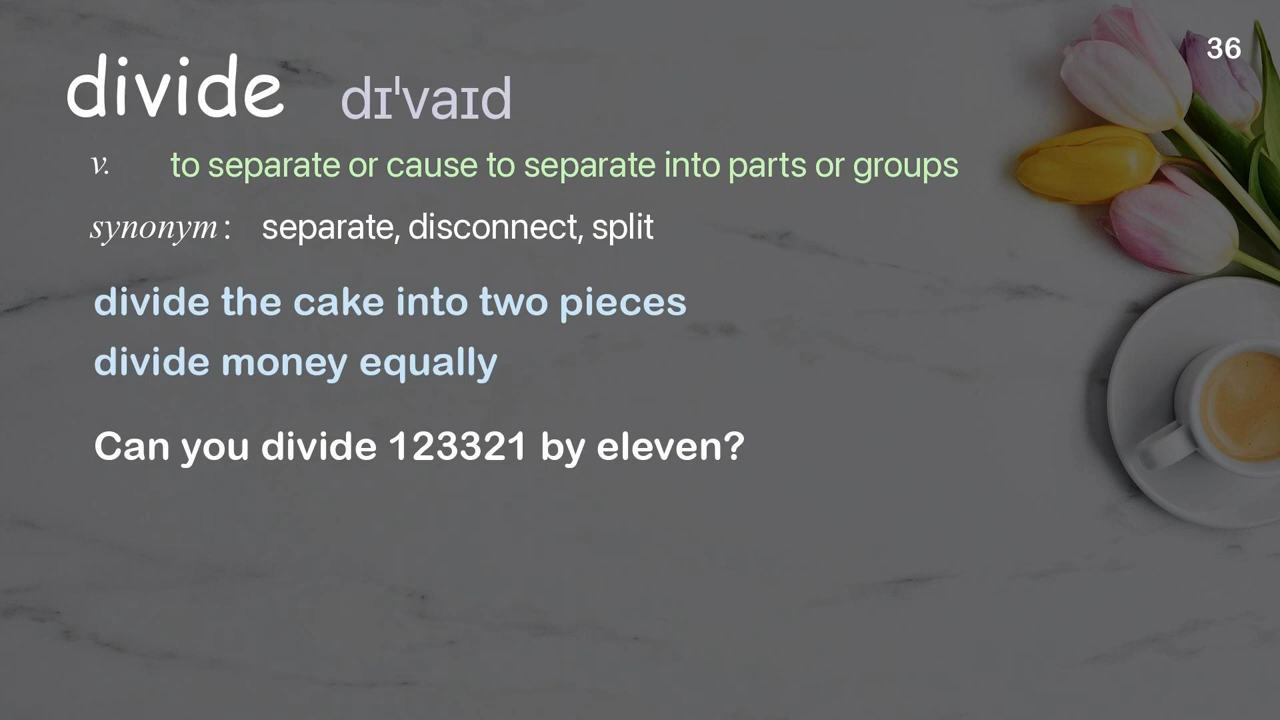 36
divide dɪˈvaɪd
v. to separate or cause to separate into parts or groups
synonym: separate, disconnect, split
divide the cake into two pieces
divide money equally
Can you divide 123321 by eleven?